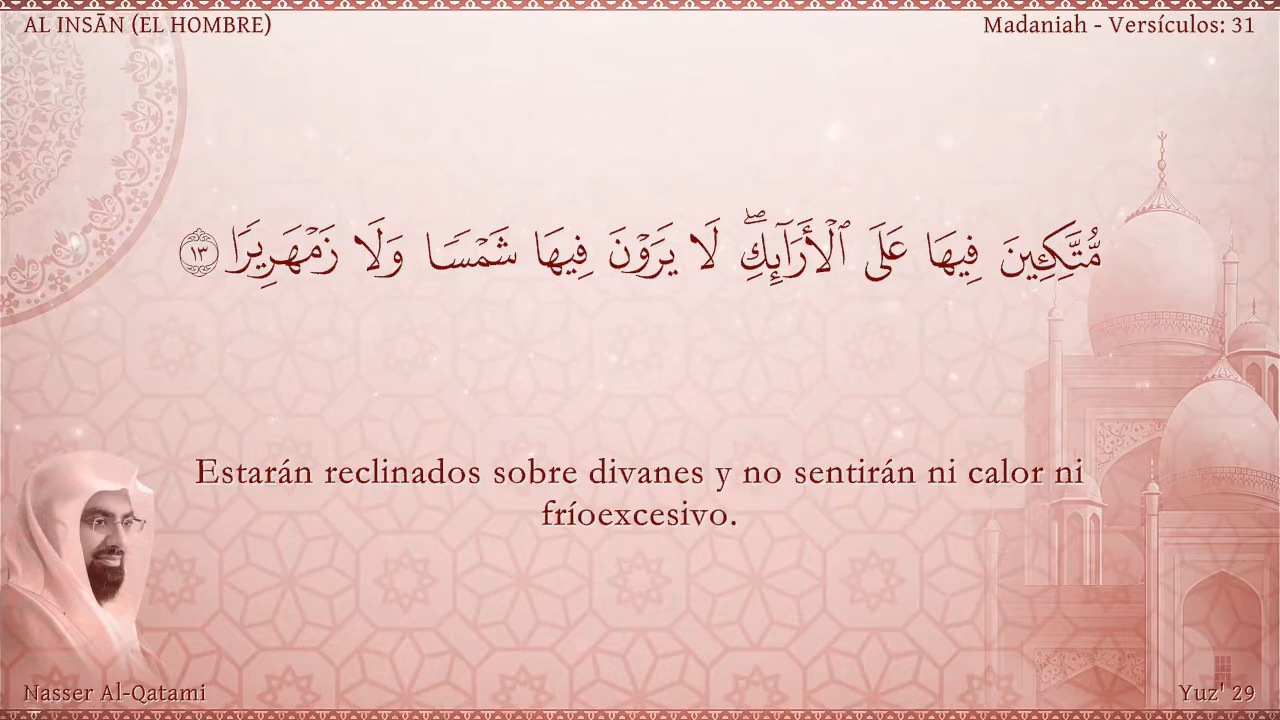 AL INSĀN (EL HOMBRE)
Madaniah - Versículos: 31
مُّتَّكِـِٔينَ فِيهَا عَلَى ٱلْأَرَآئِكِ ۖ لَا يَرَوْنَ فِيهَا شَمْسًا وَلَا زَمْهَرِيرًا ١٣
Estarán reclinados sobre divanes y no sentirán ni calor ni
fríoexcesivo.
Nasser Al-Qatami
Yuz' 29